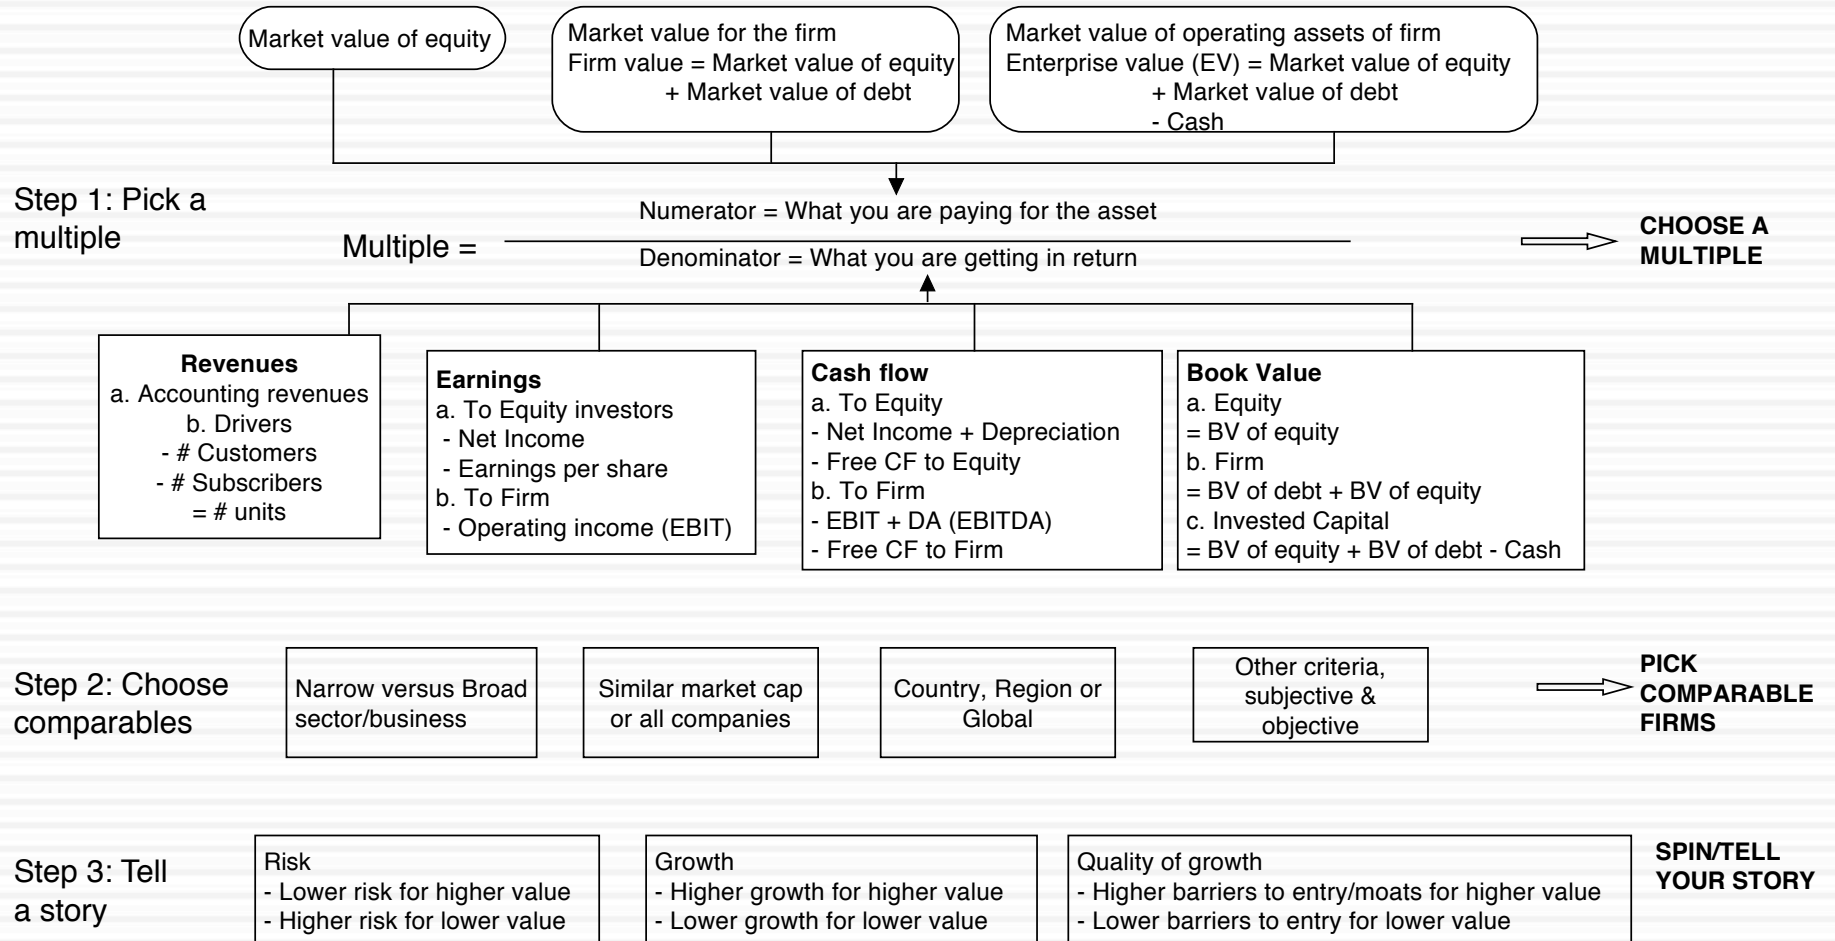 Market value of equity
Market value for the firm
Firm value = Market value of equity
+ Market value of debt
Market value of operating assets of firm
Enterprise value (EV) = Market value of equity
+ Market value of debt
- Cash
Step 1: Pick a
multiple
Multiple =
Numerator = What you are paying for the asset
Denominator = What you are getting in return
CHOOSE A
MULTIPLE
Revenues
a. Accounting revenues
b. Drivers
- # Customers
- # Subscribers
= # units
Earnings
a. To Equity investors
- Net Income
- Earnings per share
b. To Firm
- Operating income (EBIT)
Cash flow
a. To Equity
- Net Income + Depreciation
- Free CF to Equity
b. To Firm
- EBIT + DA (EBITDA)
- Free CF to Firm
Book Value
a. Equity
= BV of equity
b. Firm
= BV of debt + BV of equity
c. Invested Capital
= BV of equity + BV of debt - Cash
Step 2: Choose
comparables
Narrow versus Broad
sector/business
Similar market cap
or all companies
Country, Region or
Global
Other criteria,
subjective &
objective
PICK
COMPARABLE
FIRMS
Step 3: Tell
a story
Risk
- Lower risk for higher value
- Higher risk for lower value
Growth
- Higher growth for higher value
- Lower growth for lower value
Quality of growth
- Higher barriers to entry/moats for higher value
- Lower barriers to entry for lower value
SPIN/TELL
YOUR STORY